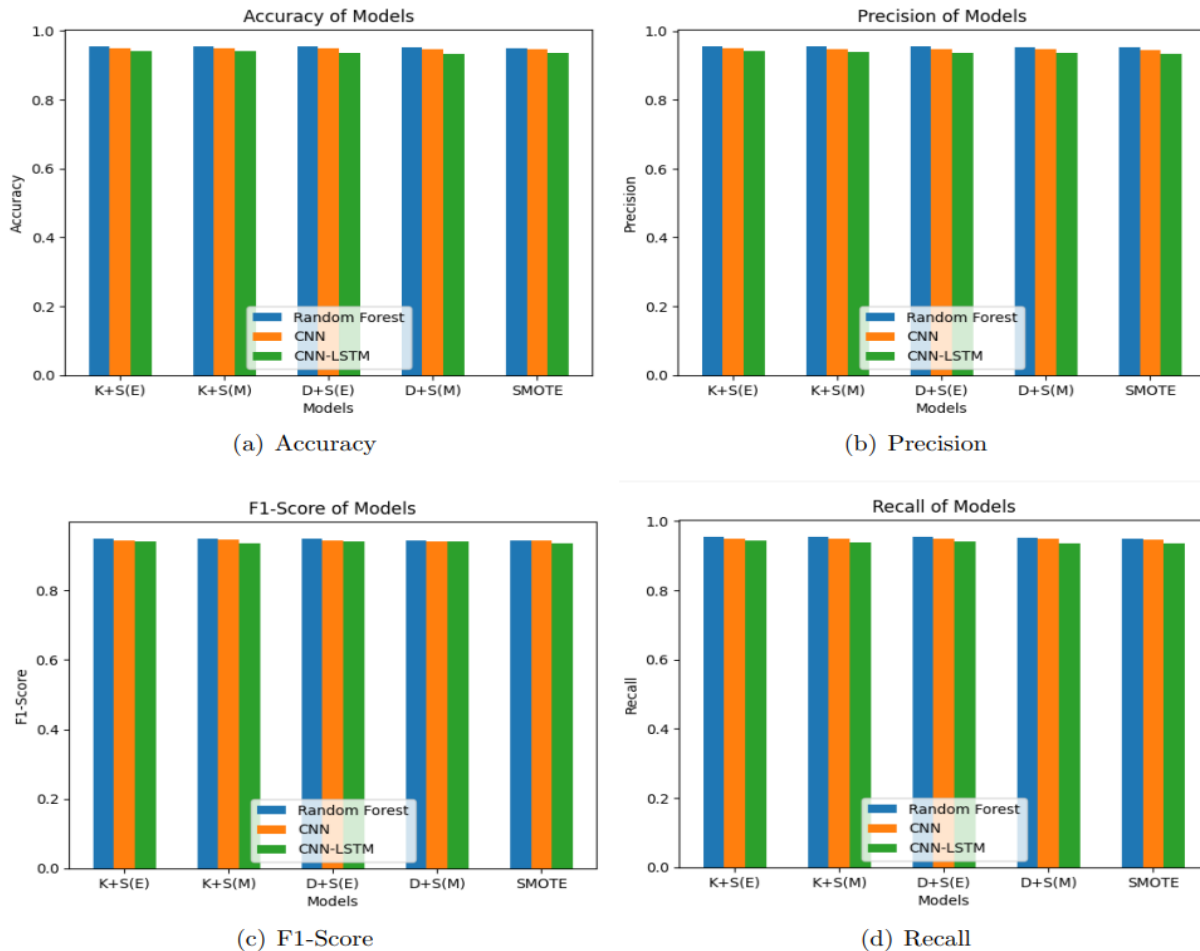 Accuracy of Models
1.0
0.8
0.6
0.4
0.2
0.0
Accuracy
Random Forest
CNN
CNN-LSTM
K+S(E) K+S(M) D+S(E) D+S(M) SMOTE
Models
(a) Accuracy
Precision of Models
1.0
0.8
0.6
0.4
0.2
0.0
Precision
Random Forest
CNN
CNN-LSTM
K+S(E) K+S(M) D+S(E) D+S(M) SMOTE
Models
(b) Precision
F1-Score of Models
0.8
0.6
0.4
0.2
0.0
F1-Score
Random Forest
CNN
CNN-LSTM
K+S(E) K+S(M) D+S(E) D+S(M) SMOTE
Models
(c) F1-Score
Recall of Models
1.0
0.8
0.6
0.4
0.2
0.0
Recall
Random Forest
CNN
CNN-LSTM
K+S(E) K+S(M) D+S(E) D+S(M) SMOTE
Models
(d) Recall